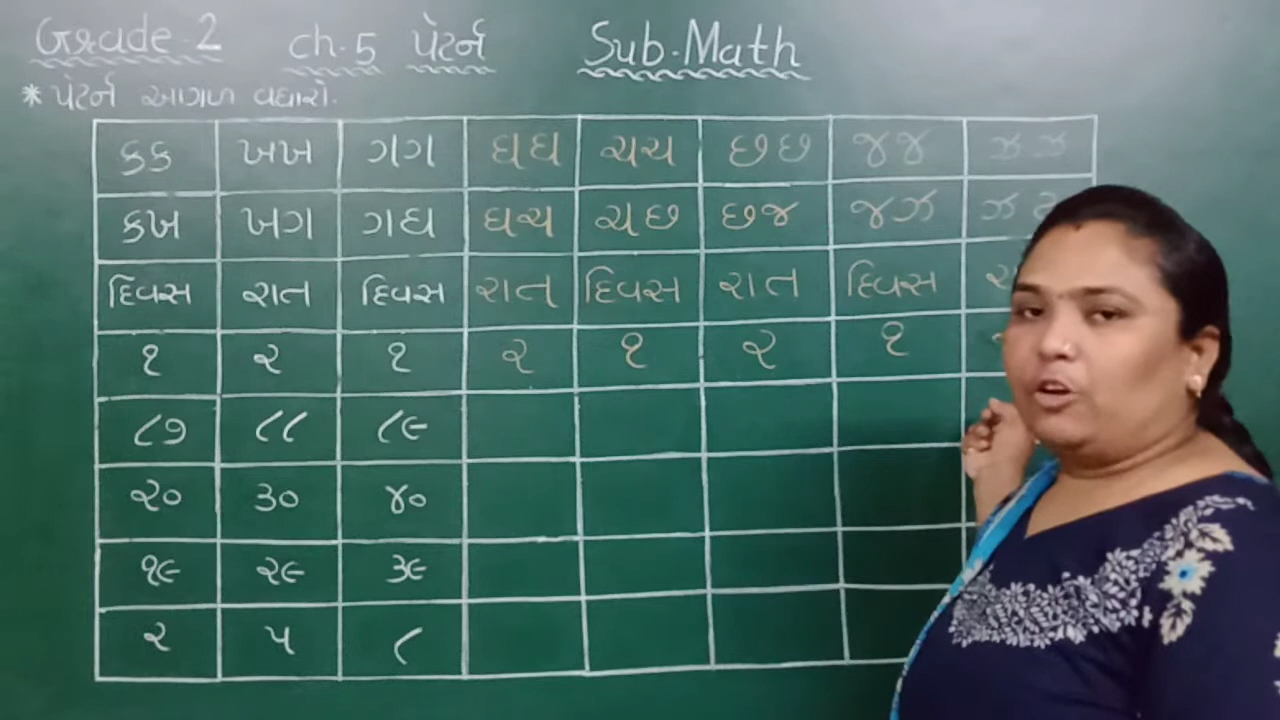 Grade-2 ch.5 પેટર્ન Sub.Math
* પેટર્ન આગળ વધારો.
કક ખખ ગગ ઘઘ ચચ છછ જજ ઝઝ
કખ ખગ ગઘ ઘચ ચછ છજ જઝ
દિવસ રાત દિવસ રાત દિવસ રાત દિવસ
૧ ૨ ૧ ૨ ૧ ૨ ૧
૮૭ ૮૮ ૮૯
૨૦ ૩૦ ૪૦
૧૯ ૨૯ ૩૯
૨ ૫ ૮